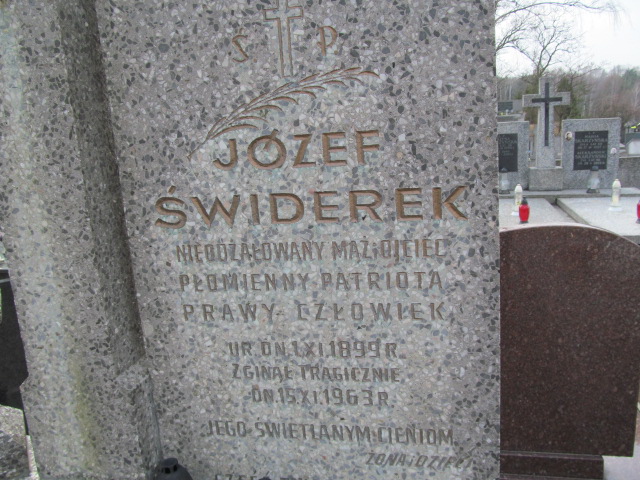 Ś P
JÓZEF
ŚWIDEREK
NIEODŻAŁOWANY MĄŻ I OJCIEC
PŁOMIENNY PATRIOTA
PRAWY CZŁOWIEK
UR. DN. 1.XI.1899 R.
ZGINĄŁ TRAGICZNIE
DN. 15 XI. 1963 R.
JEGO ŚWIETLANYM CIENIOM
ŻONA I DZIECI